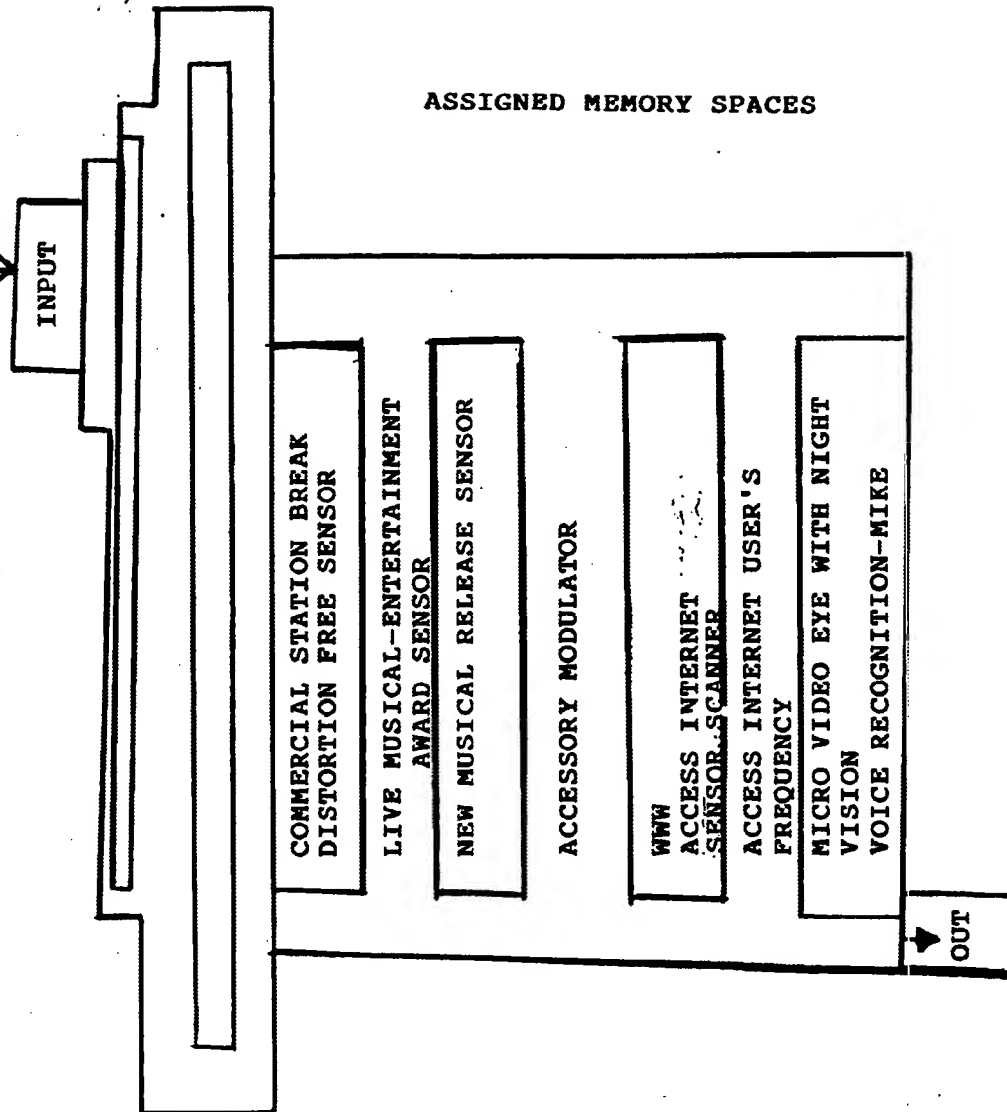 ASSIGNED MEMORY SPACES
INPUT
COMMERCIAL STATION BREAK
DISTORTION FREE SENSOR
LIVE MUSICAL-ENTERTAINMENT
AWARD SENSOR
NEW MUSICAL RELEASE SENSOR
ACCESSORY MODULATOR
WWW
ACCESS INTERNET
SENSOR SCANNER
ACCESS INTERNET USER'S
FREQUENCY
MICRO VIDEO EYE WITH NIGHT
VISION
VOICE RECOGNITION-MIKE
OUT